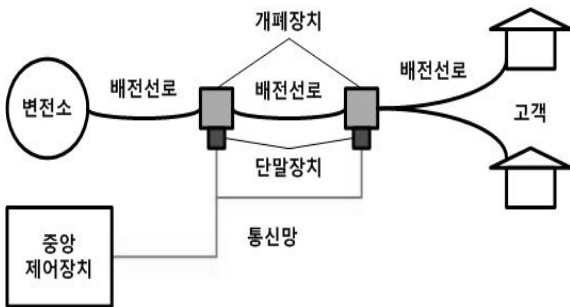 개폐장치
배전선로
배전선로
배전선로
변전소
고객
단말장치
통신망
중앙
제어장치